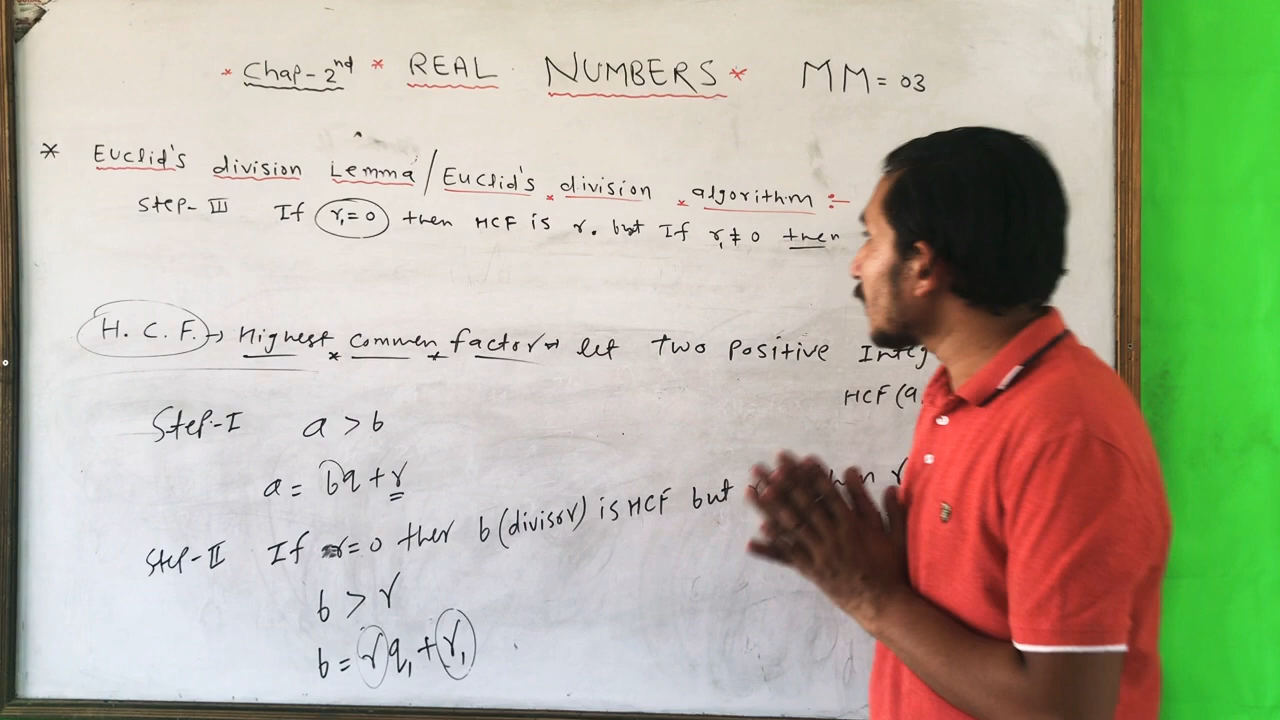 * Chap-2nd * REAL NUMBERS * MM = 03
* Euclid's division Lemma / Euclid's division algorithm :-
Step-III If r₁=0 then HCF is r. but If r₁≠0 then
H.C.F. → Highest common factor → let two positive Integ
HCF (a,
Step-I a > b
a = bq + r
Step-II If r=0 then b (divisor) is HCF but
b > r
b = rq₁ + r₁